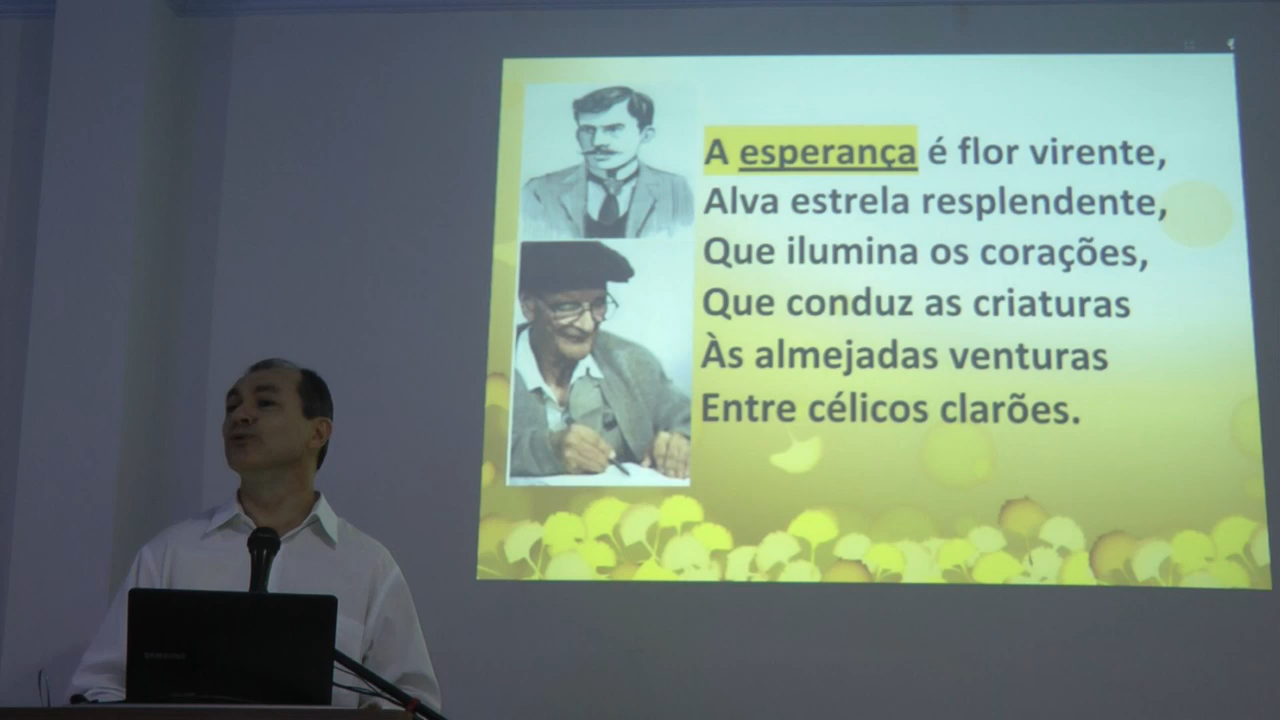 A esperança é flor virente,
Alva estrela resplendente,
Que ilumina os corações,
Que conduz as criaturas
Às almejadas venturas
Entre célicos clarões.
SAMSUNG